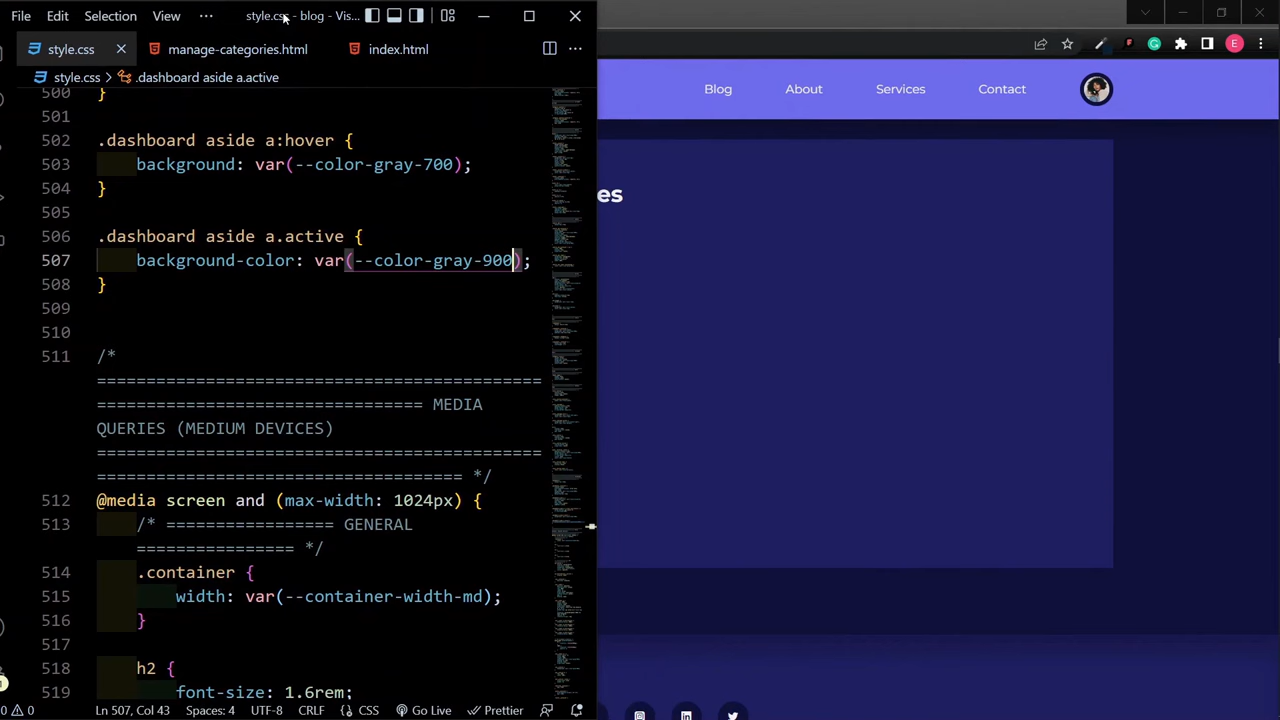 File Edit Selection View ··· style.css - blog - Vis...
style.css manage-categories.html index.html ···
style.css > .dashboard aside a.active
500 }
501
502 .dashboard aside a:hover {
503 background: var(--color-gray-700);
504 }
505
506 .dashboard aside a.active {
507 background-color: var(--color-gray-900);
508 }
509
510
511 /*
=============================================
================================= MEDIA
QUERIES (MEDIUM DEVICES)
=============================================
===================================== */
512 @media screen and (max-width: 1024px) {
513 /* ================= GENERAL
=============== */
514 .container {
515 width: var(--container-width-md);
516 }
517
518 h2 {
519 font-size: 1.6rem;
0 Ln 507, Col 43 Spaces: 4 UTF-8 CRLF CSS Go Live Prettier
E
Blog About Services Contact
es